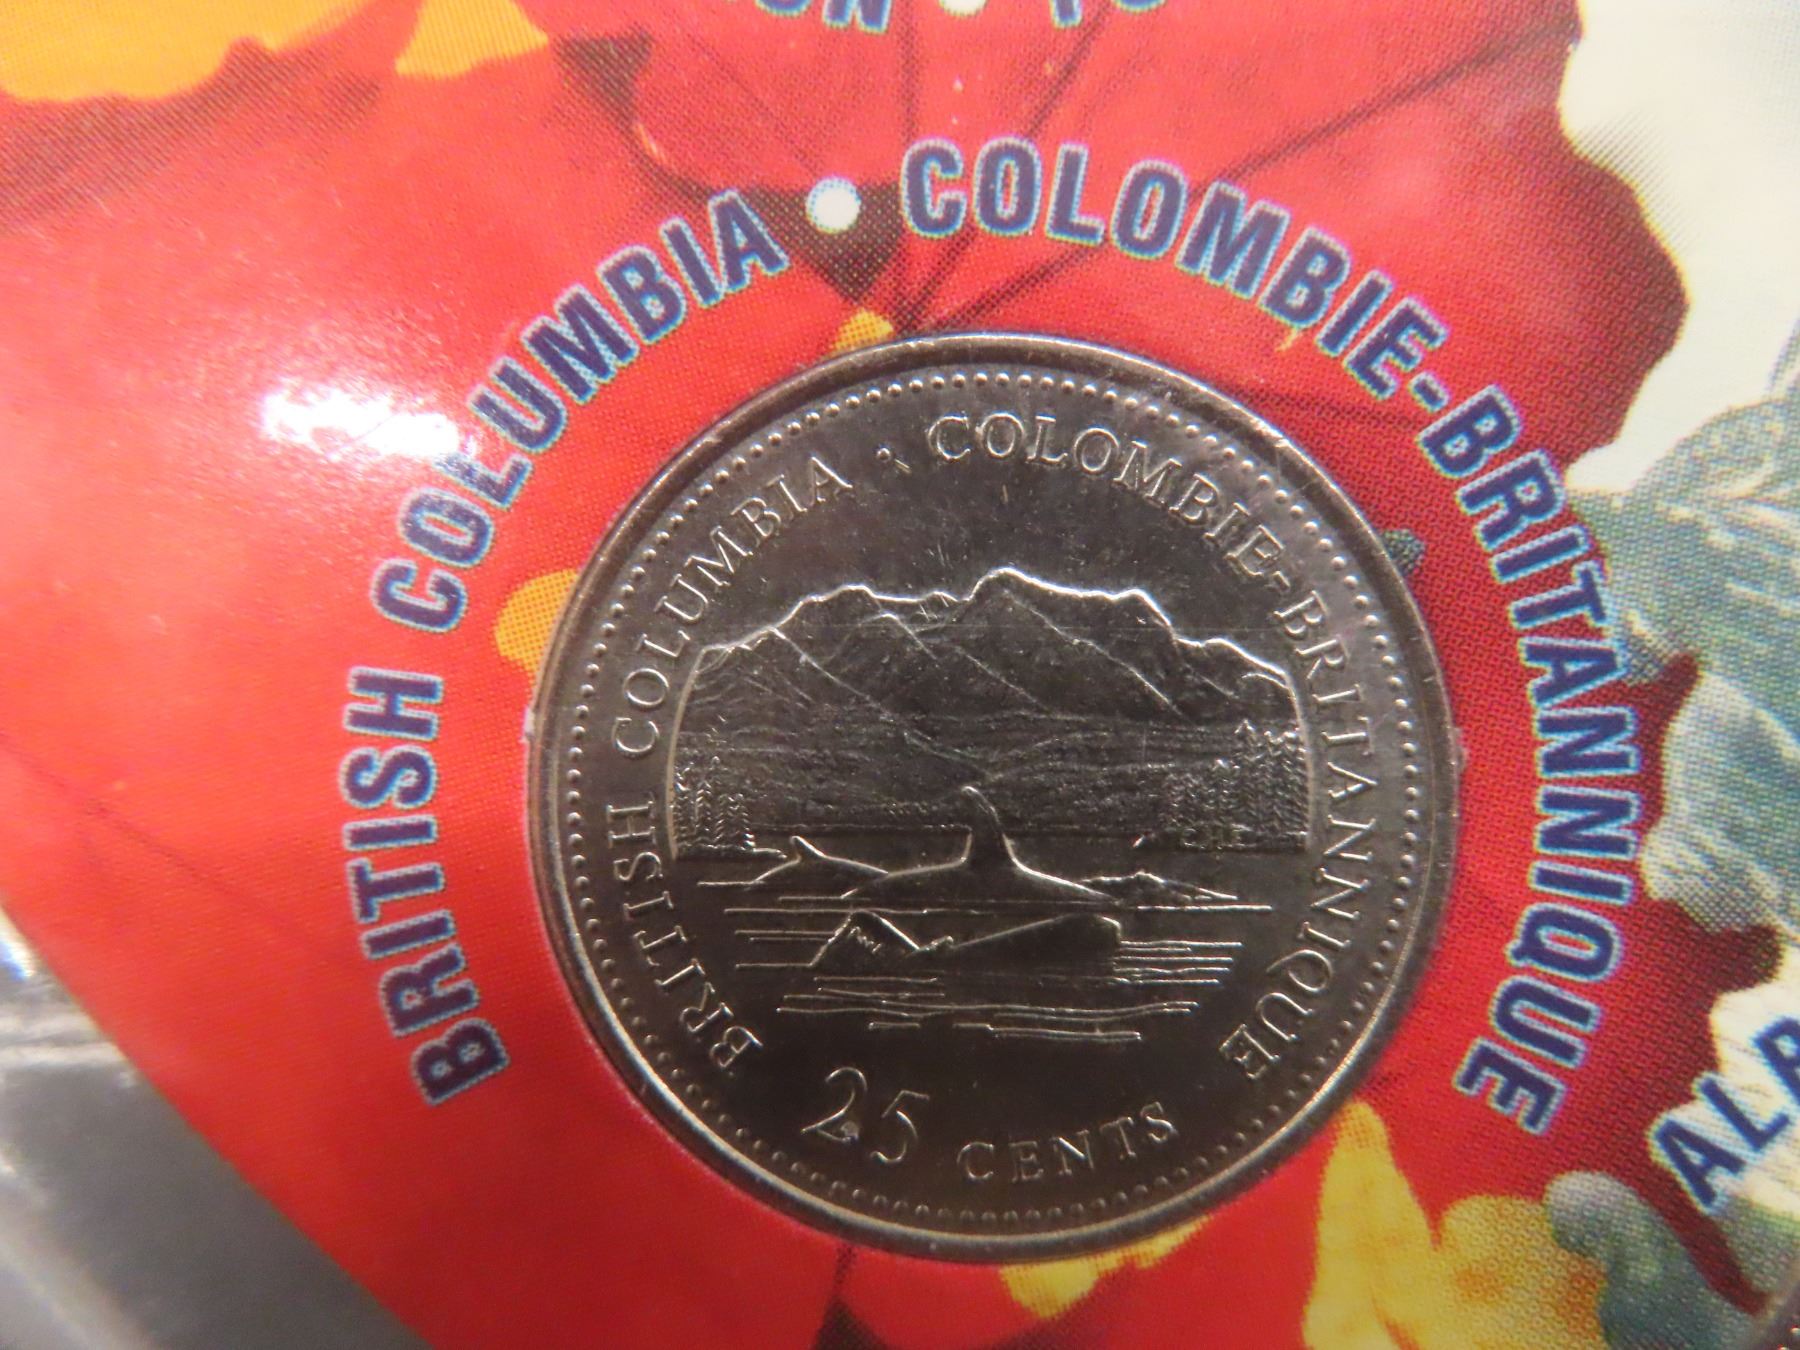 BRITISH COLUMBIA • COLOMBIE-BRITANNIQUE
BRITISH COLUMBIA · COLOMBIE-BRITANNIQUE
25 CENTS